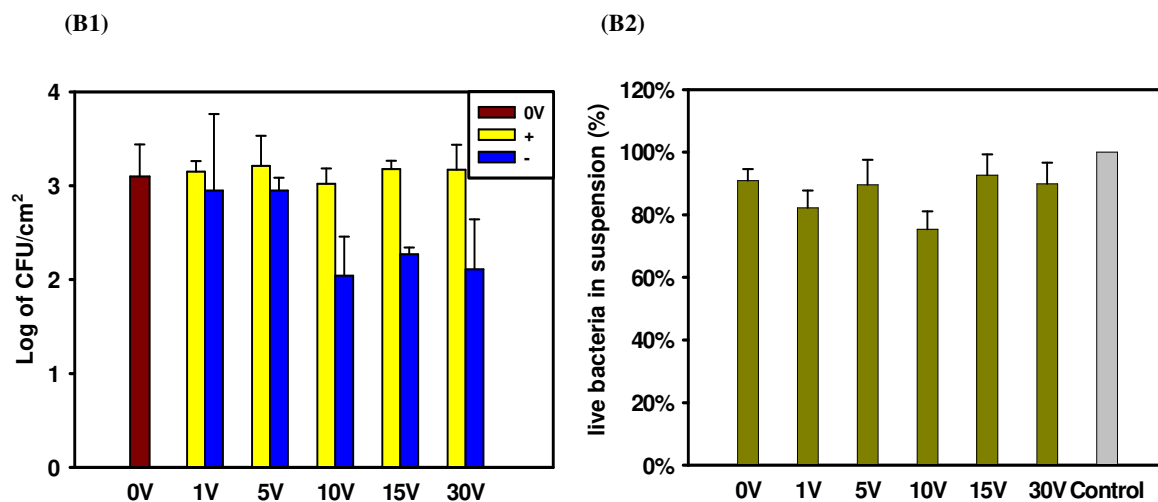 (B1)
Log of CFU/cm2
4
3
2
1
0
0V
+
-
0V 1V 5V 10V 15V 30V
(B2)
live bacteria in suspension (%)
120%
100%
80%
60%
40%
20%
0%
0V 1V 5V 10V 15V 30V Control